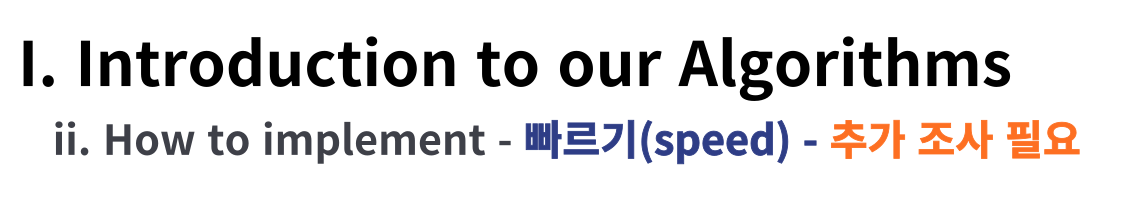 I. Introduction to our Algorithms
ii. How to implement - 빠르기(speed) - 추가 조사 필요